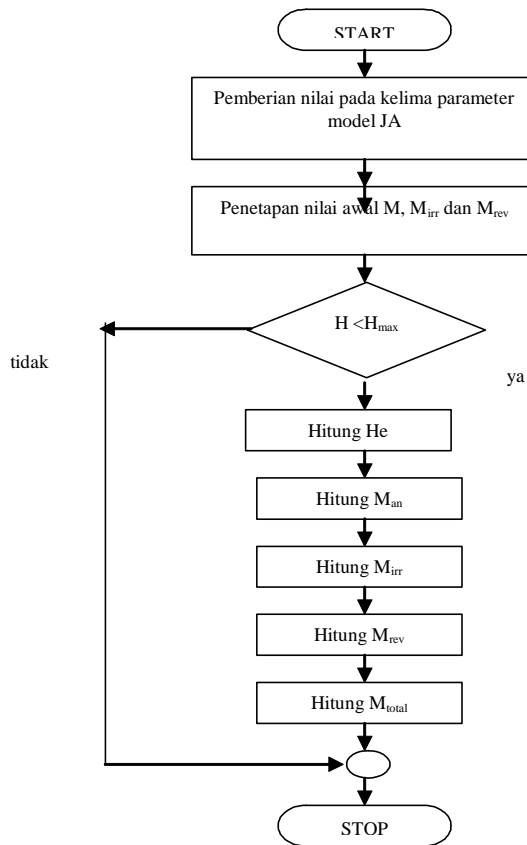 START
Pemberian nilai pada kelima parameter
model JA
Penetapan nilai awal M, Mirr dan Mrev
H <Hmax
tidak
ya
Hitung He
Hitung Man
Hitung Mirr
Hitung Mrev
Hitung Mtotal
STOP